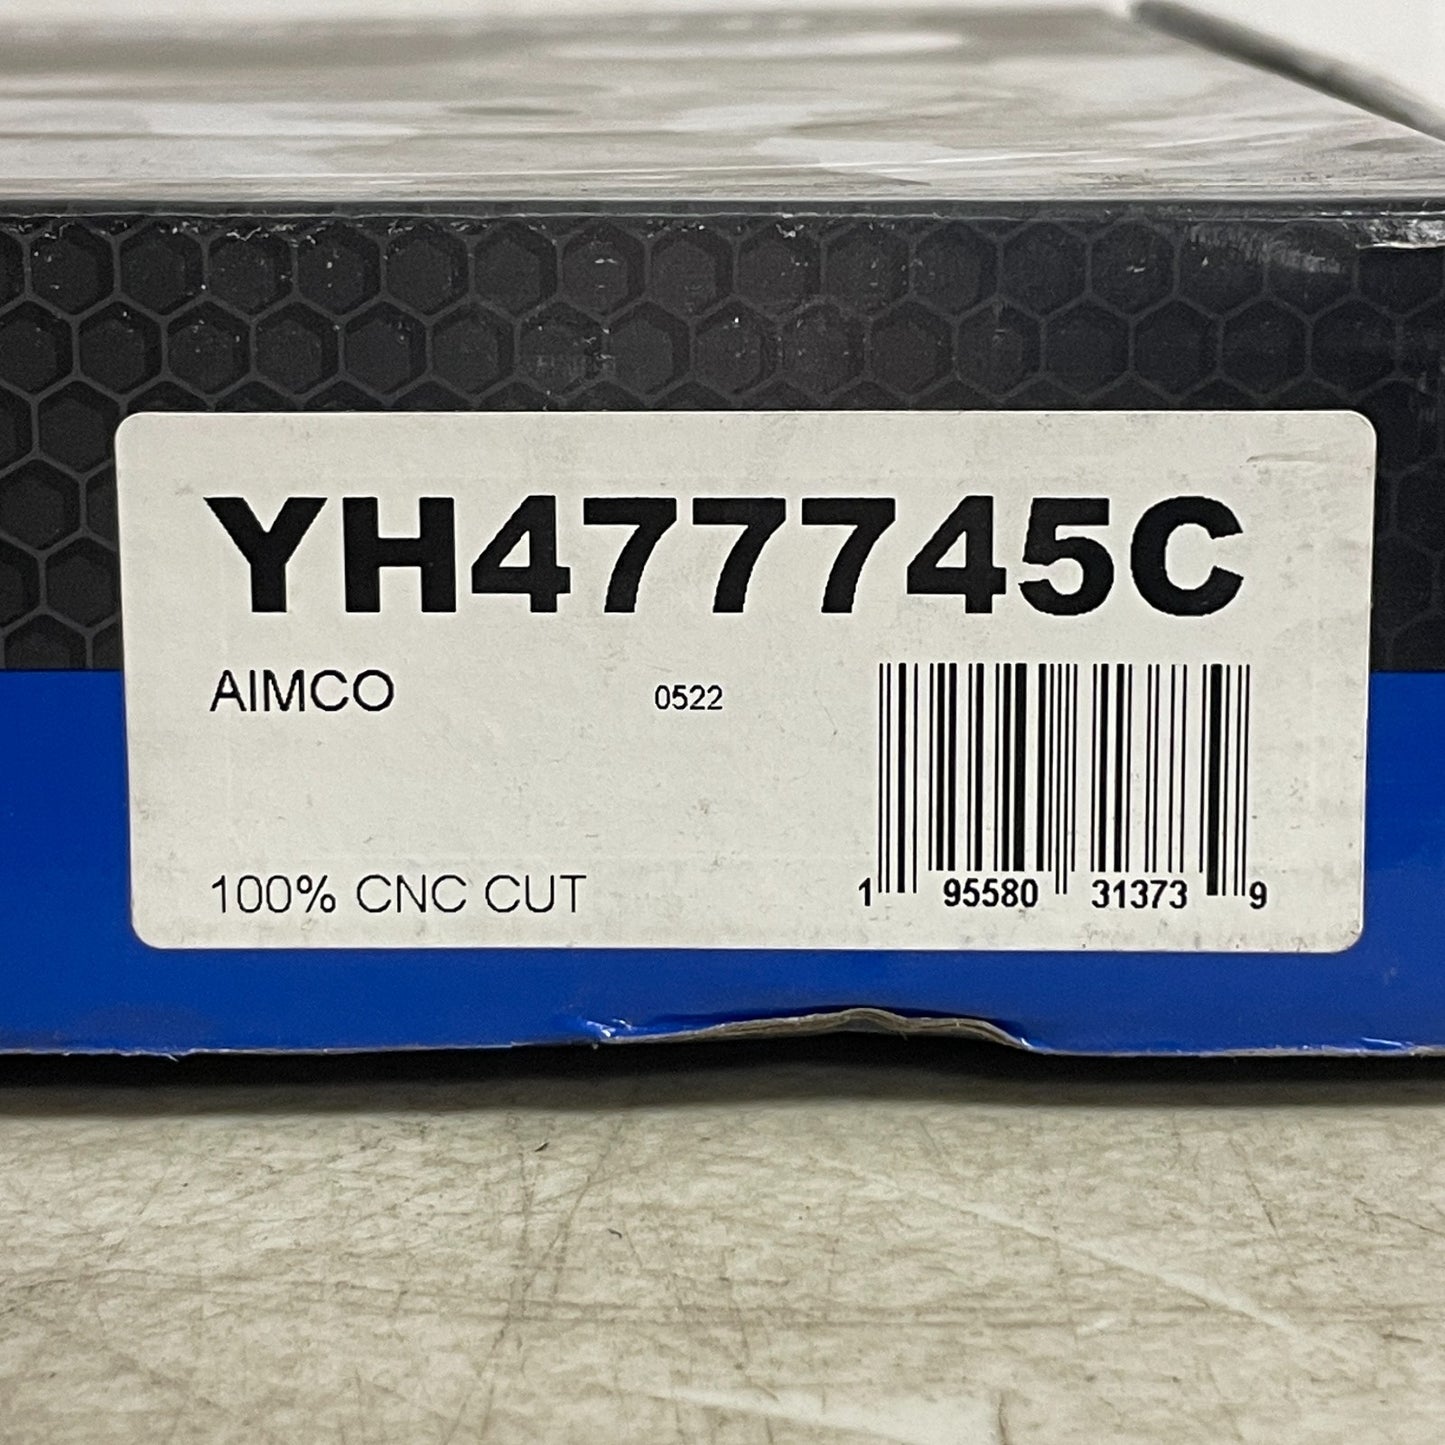 YH477745C
AIMCO 0522
100% CNC CUT
1 95580 31373 9